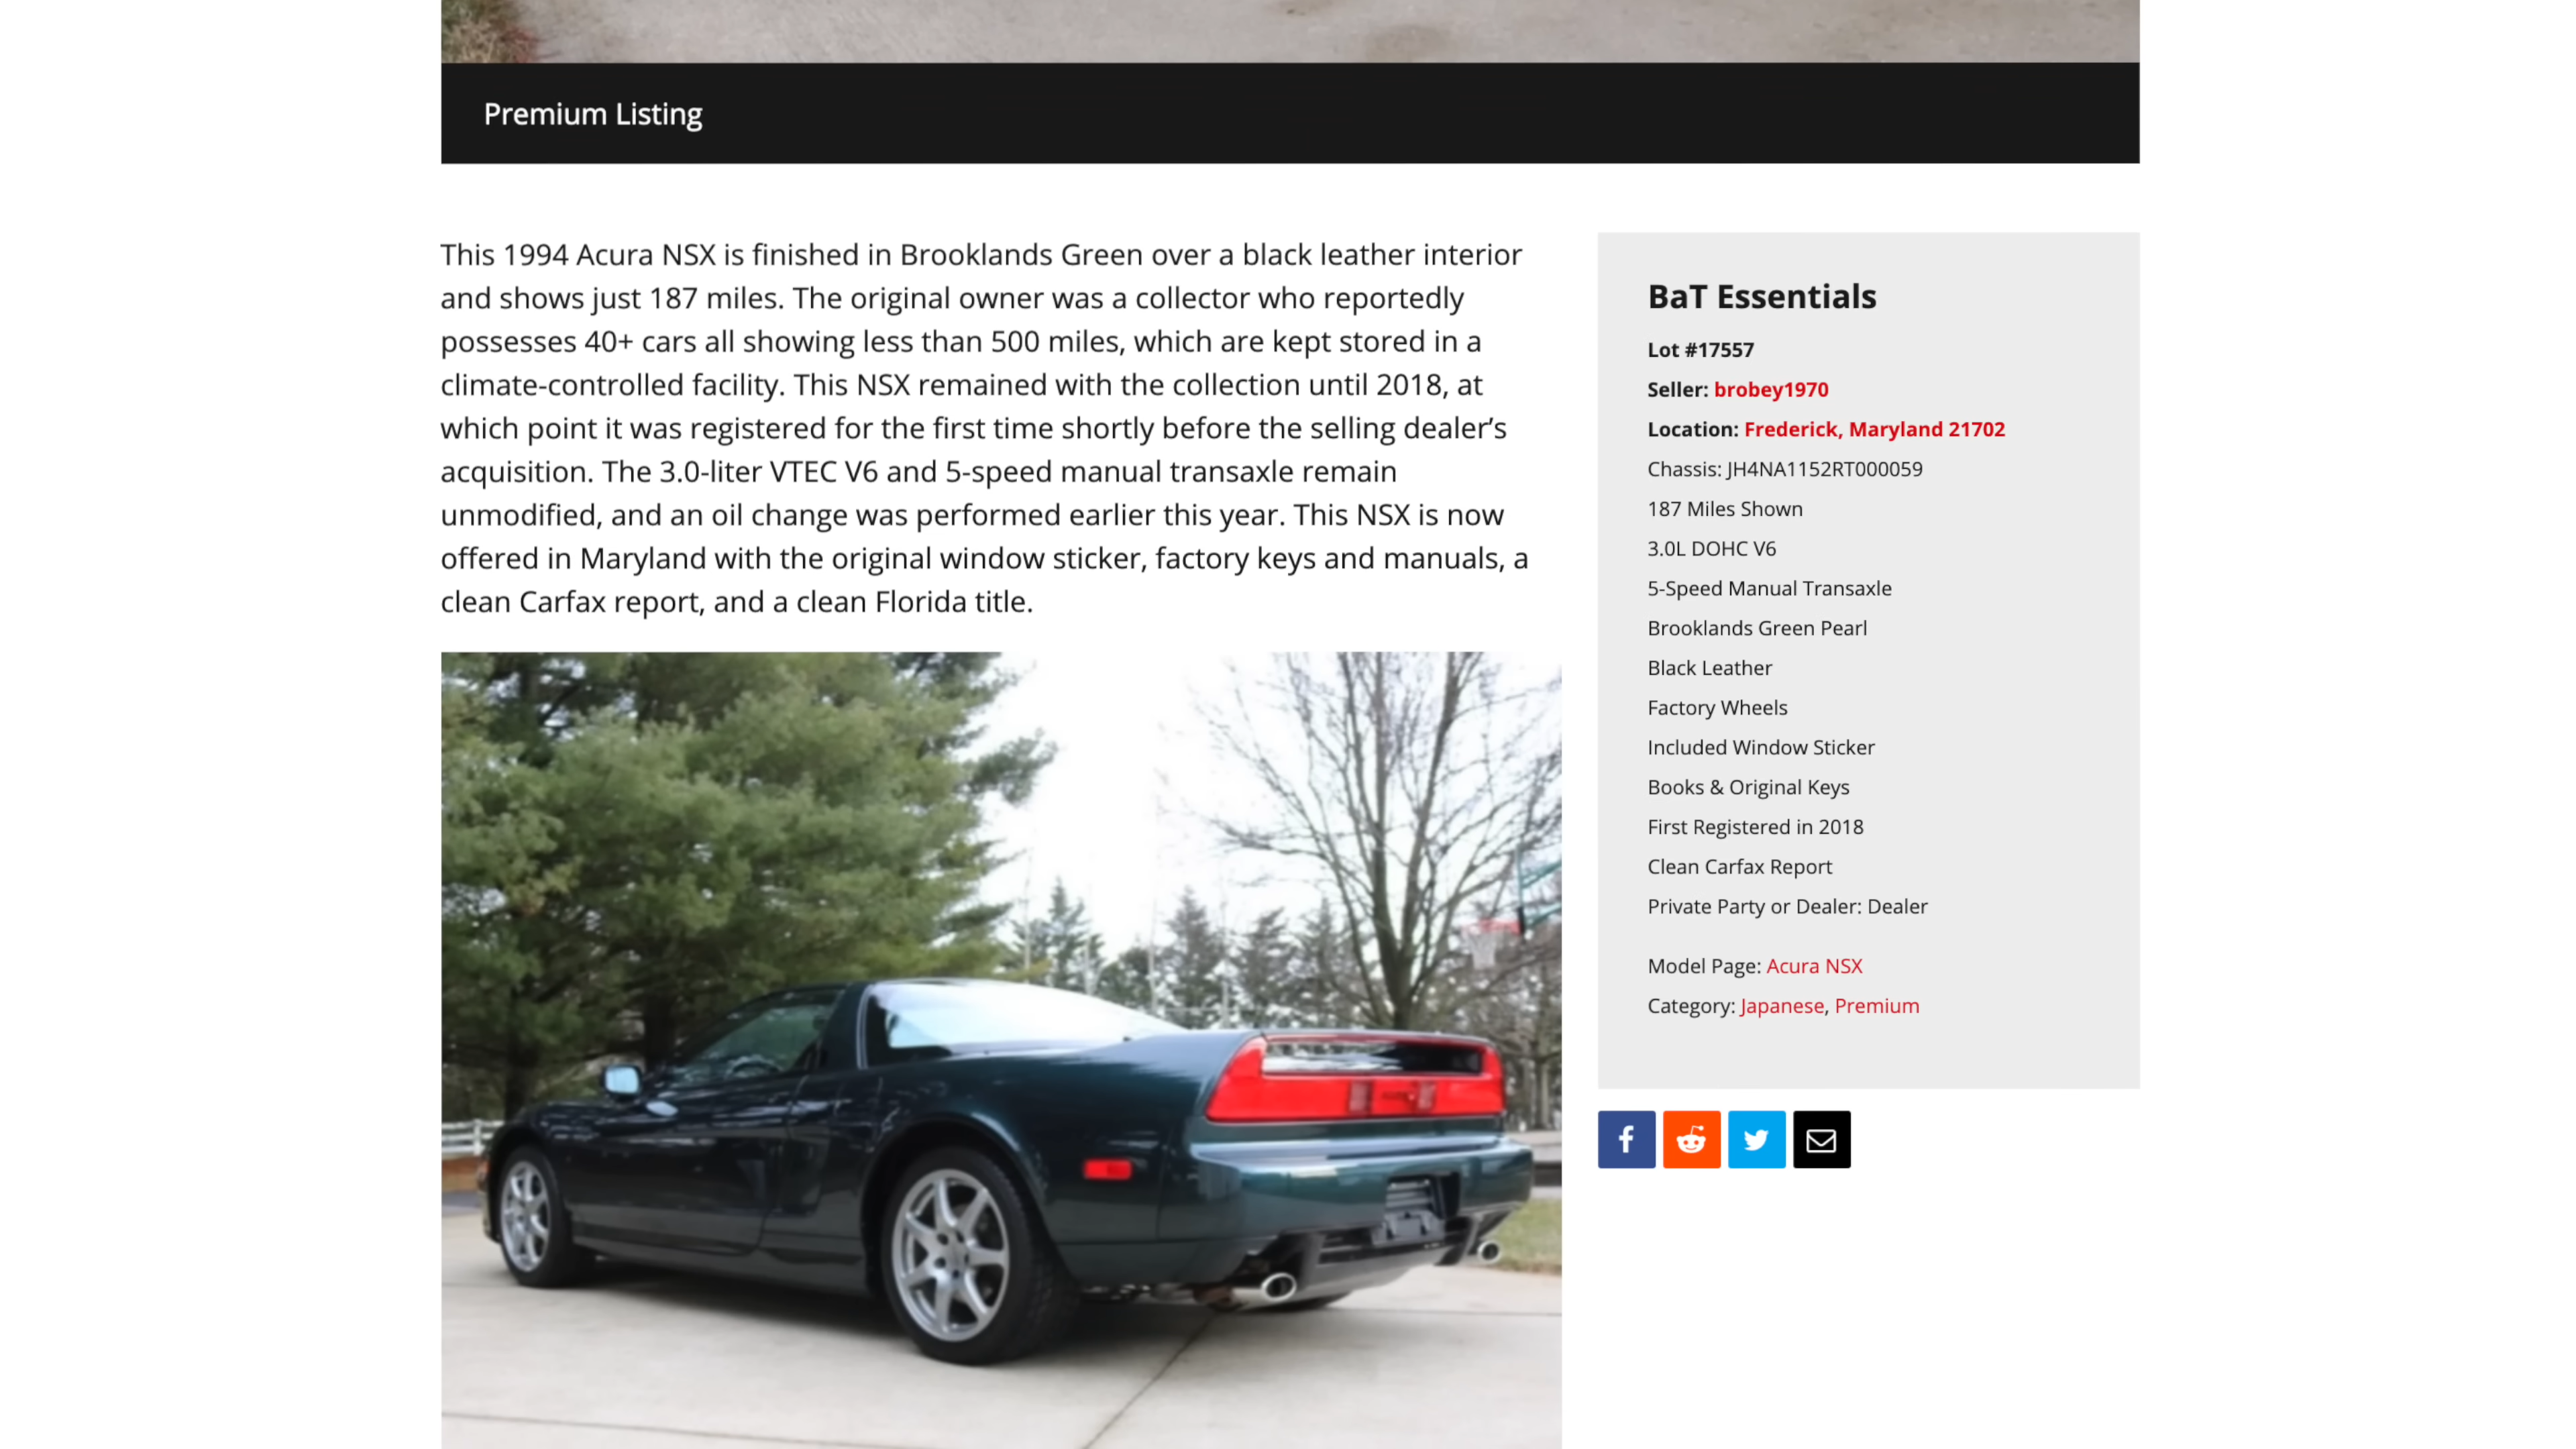 Premium Listing
This 1994 Acura NSX is finished in Brooklands Green over a black leather interior
and shows just 187 miles. The original owner was a collector who reportedly
possesses 40+ cars all showing less than 500 miles, which are kept stored in a
climate-controlled facility. This NSX remained with the collection until 2018, at
which point it was registered for the first time shortly before the selling dealer’s
acquisition. The 3.0-liter VTEC V6 and 5-speed manual transaxle remain
unmodified, and an oil change was performed earlier this year. This NSX is now
offered in Maryland with the original window sticker, factory keys and manuals, a
clean Carfax report, and a clean Florida title.
BaT Essentials
Lot #17557
Seller: brobey1970
Location: Frederick, Maryland 21702
Chassis: JH4NA1152RT000059
187 Miles Shown
3.0L DOHC V6
5-Speed Manual Transaxle
Brooklands Green Pearl
Black Leather
Factory Wheels
Included Window Sticker
Books & Original Keys
First Registered in 2018
Clean Carfax Report
Private Party or Dealer: Dealer
Model Page: Acura NSX
Category: Japanese, Premium